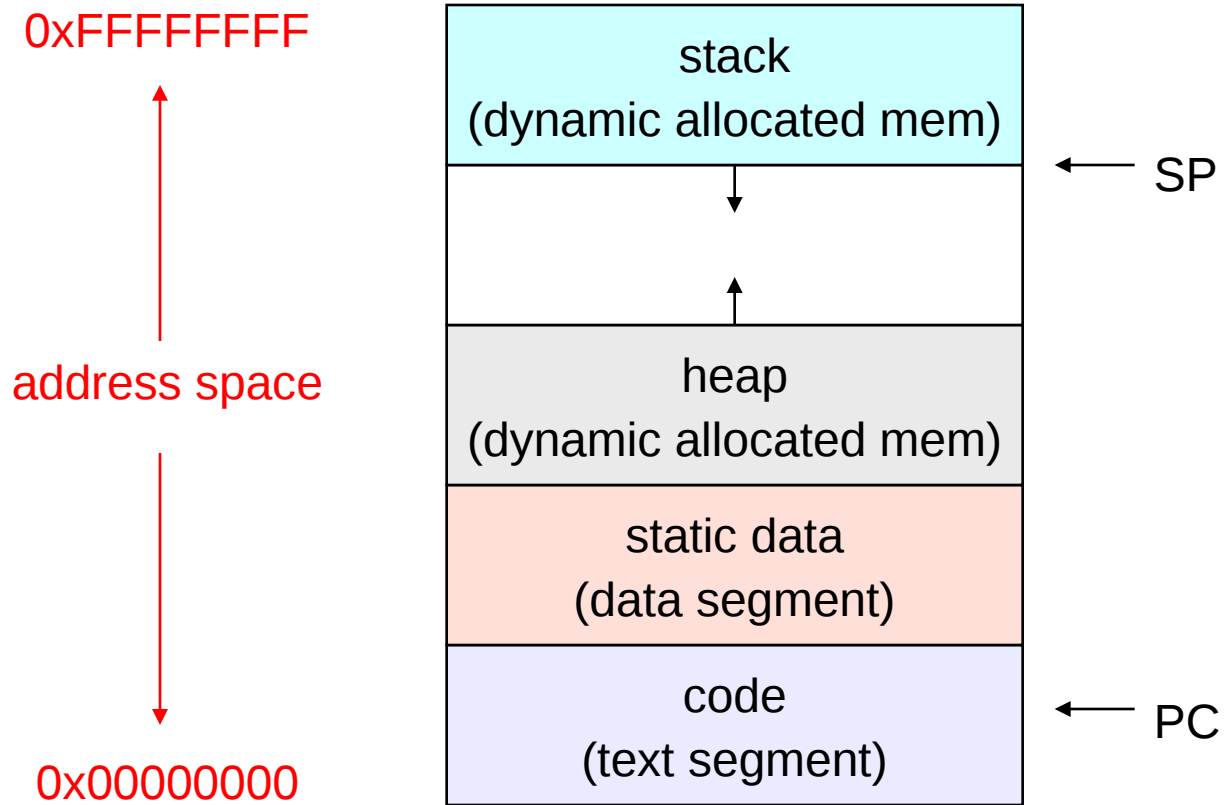 0xFFFFFFFF
stack
(dynamic allocated mem)
SP
address space
heap
(dynamic allocated mem)
static data
(data segment)
code
(text segment)
PC
0x00000000